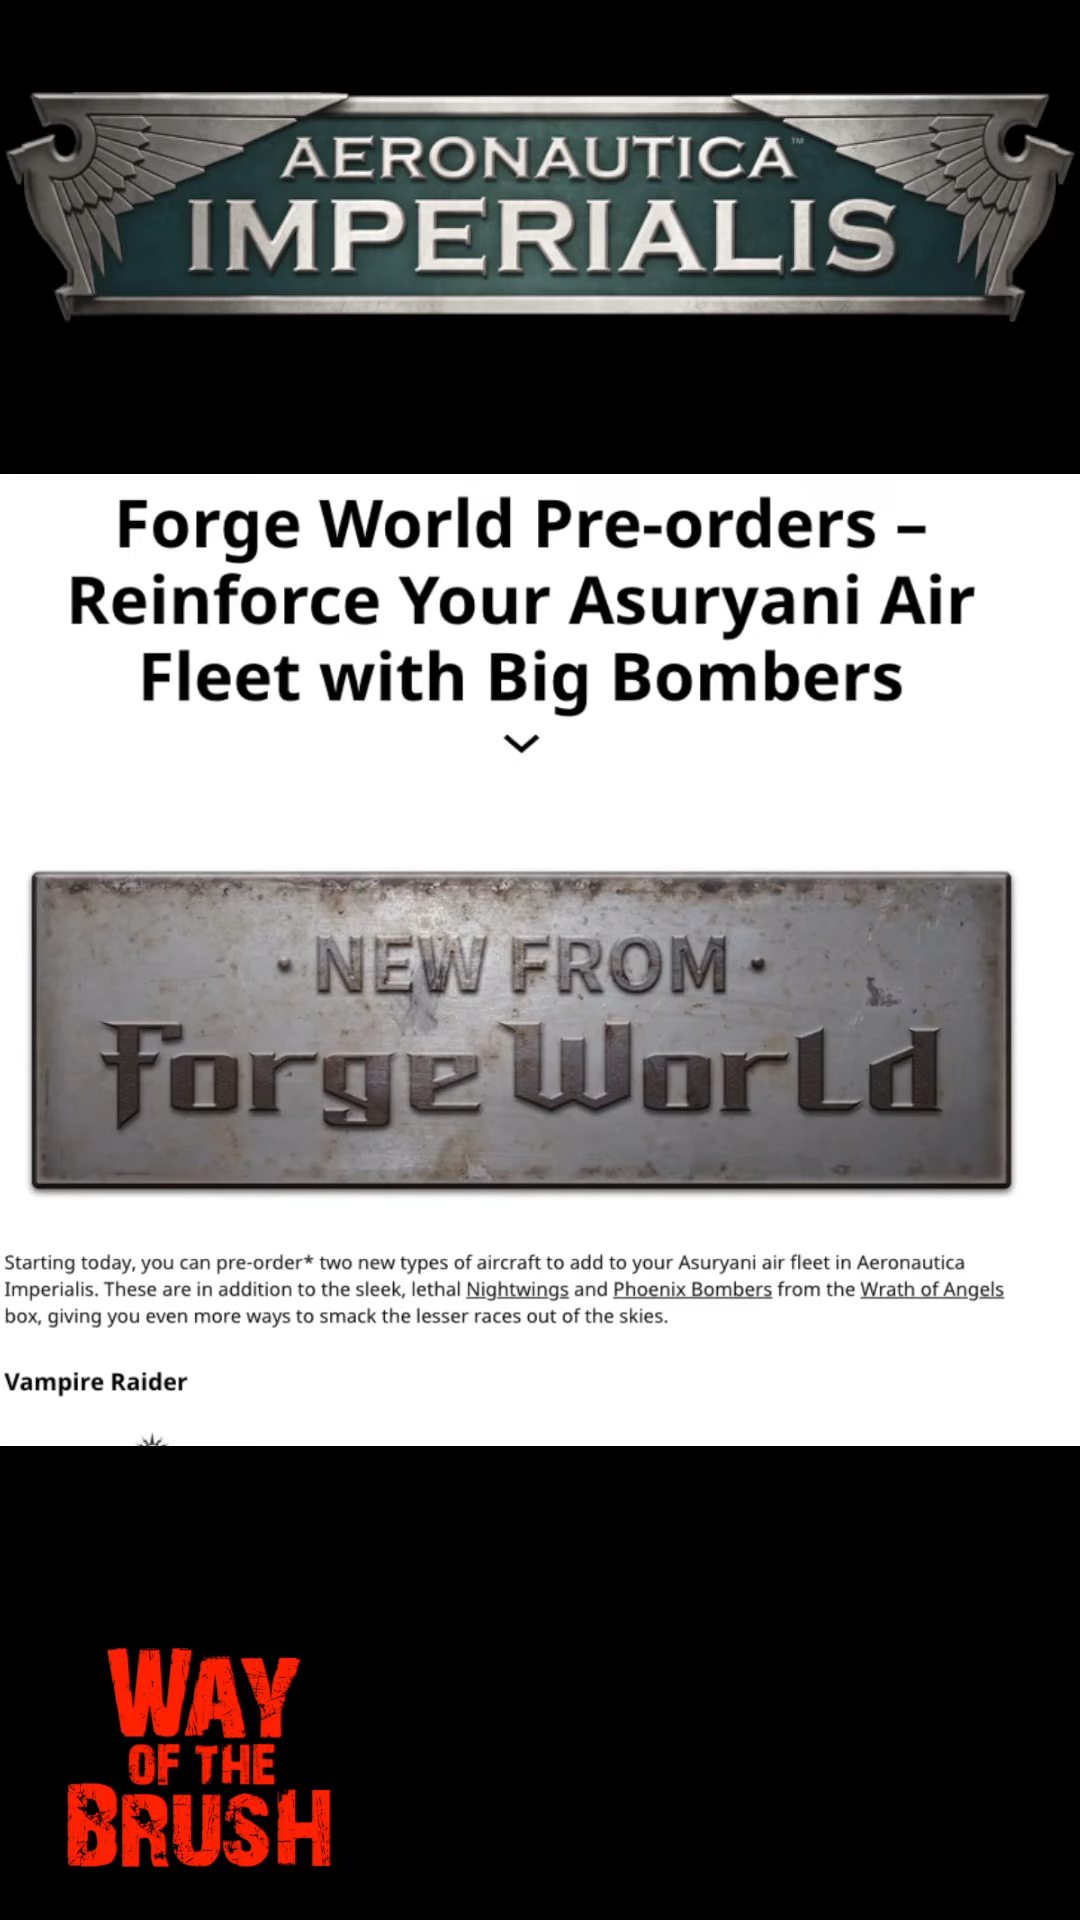 AERONAUTICA™
IMPERIALIS
Forge World Pre-orders –
Reinforce Your Asuryani Air
Fleet with Big Bombers
• NEW FROM •
Forge World
Starting today, you can pre-order* two new types of aircraft to add to your Asuryani air fleet in Aeronautica
Imperialis. These are in addition to the sleek, lethal Nightwings and Phoenix Bombers from the Wrath of Angels
box, giving you even more ways to smack the lesser races out of the skies.
Vampire Raider
WAY
OF THE
BRUSH